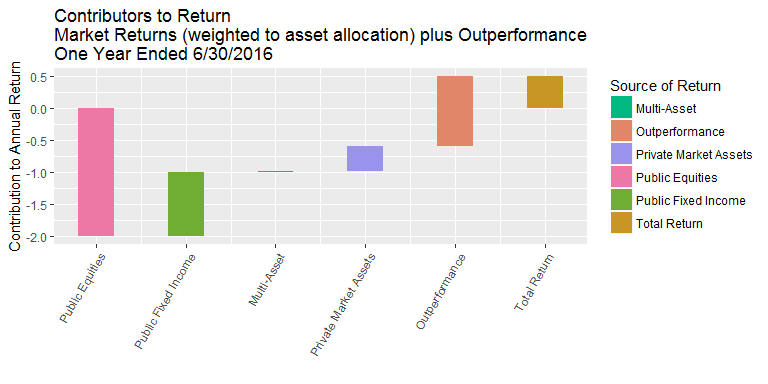 Contributors to Return
Market Returns (weighted to asset allocation) plus Outperformance
One Year Ended 6/30/2016
Contribution to Annual Return
0.5
0.0
-0.5
-1.0
-1.5
-2.0
Public Equities
Public Fixed Income
Multi-Asset
Private Market Assets
Outperformance
Total Return
Source of Return
Multi-Asset
Outperformance
Private Market Assets
Public Equities
Public Fixed Income
Total Return